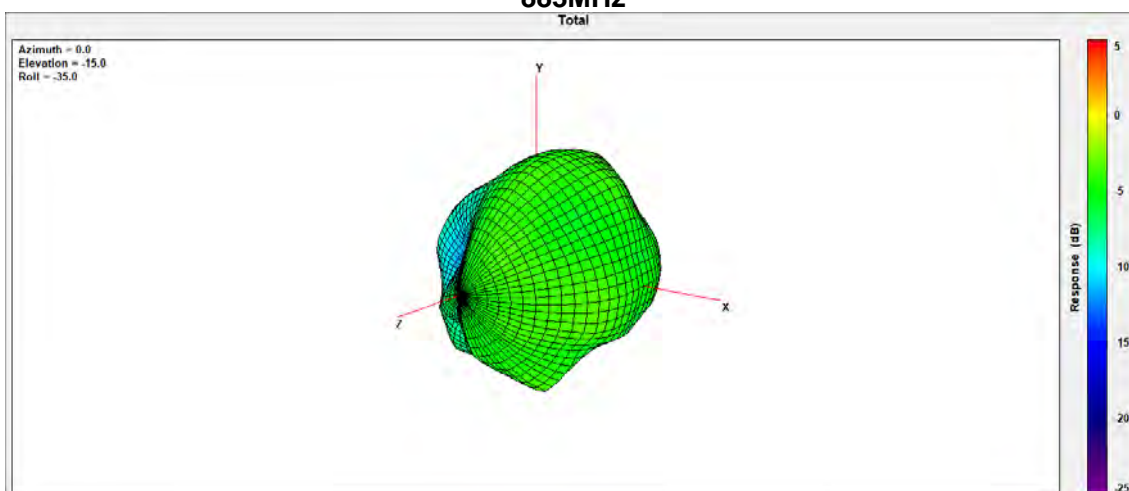 Total
Azimuth = 0.0
Elevation = -15.0
Roll = -35.0
Y
X
Z
5
0
5
10
15
-20
-25
Response (dB)